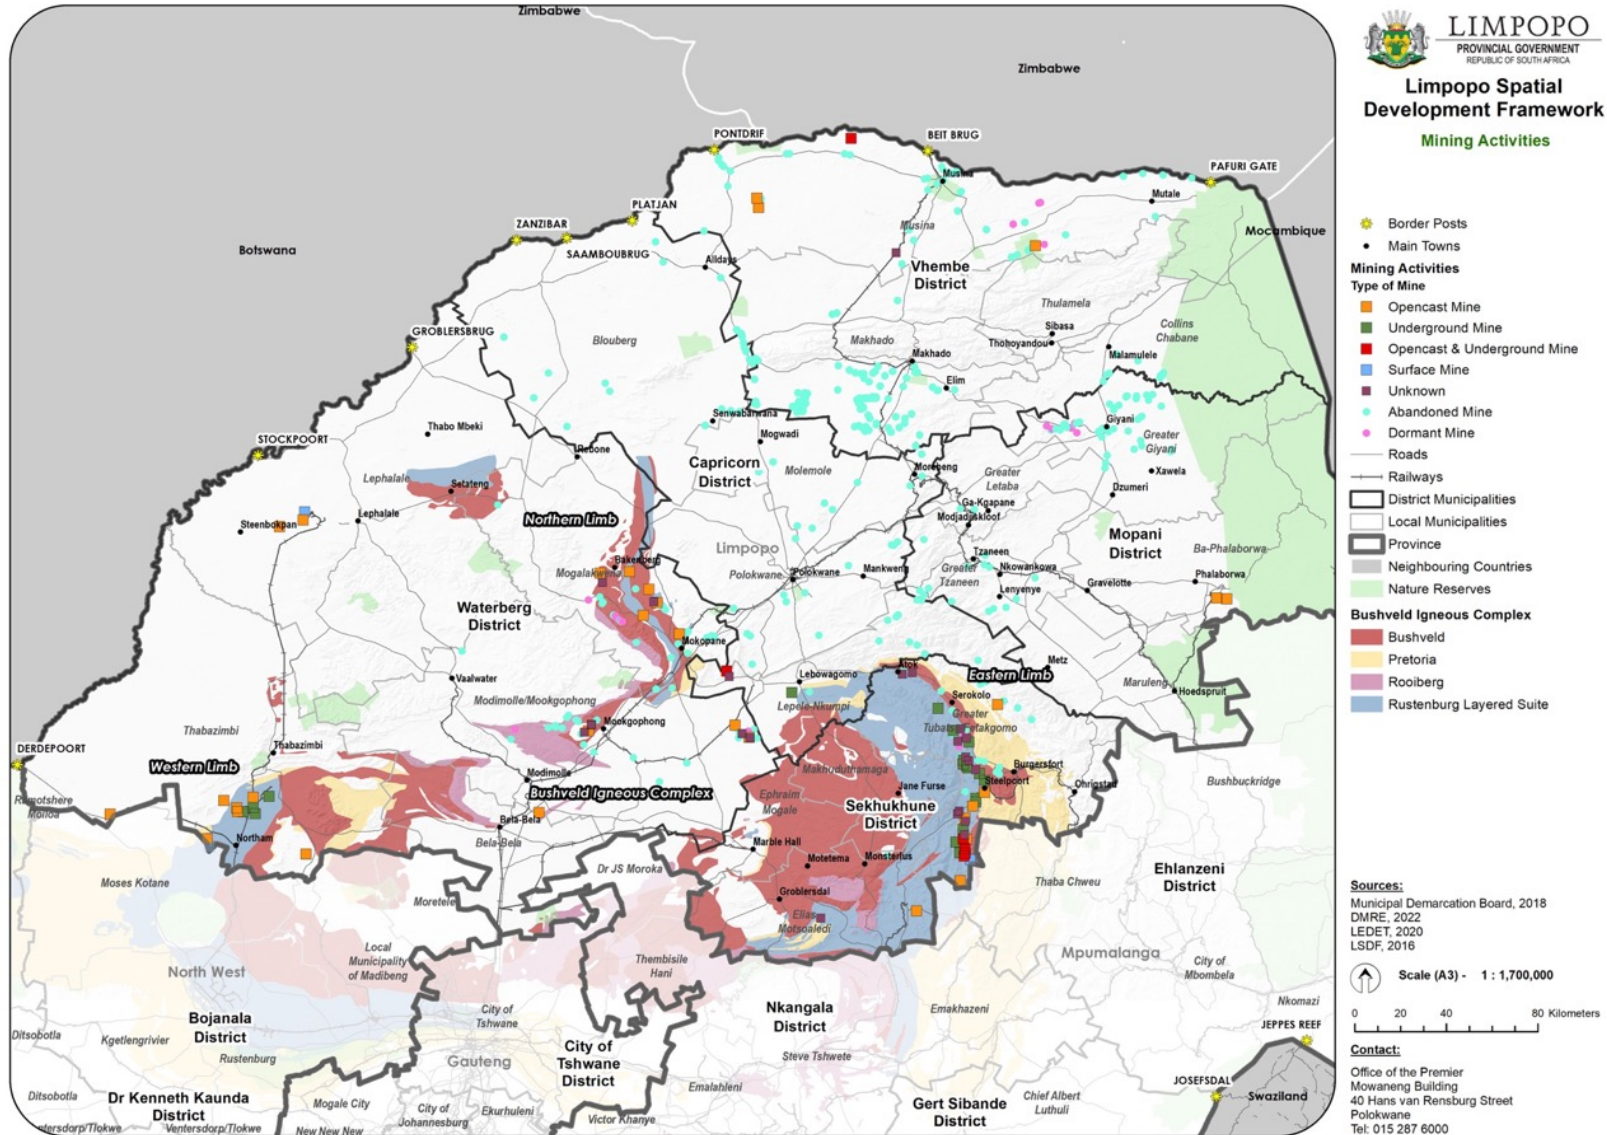 Zimbabwe
Zimbabwe
PONTDRIF
BEIT BRUG
PAFURI GATE
Musina
Mutale
PLATJAN
ZANZIBAR
SAAMBOUBRUG
Botswana
Musina
Mocambique
Alldays
Vhembe
District
Thulamela
Sibasa
Thohoyandou
Collins
Chabane
GROBLERSBRUG
Blouberg
Makhado
Makhado
Malamulele
Elim
Senwabarwana
Giyani
Thabo Mbeki
Mogwadi
STOCKPOORT
Rebone
Greater
Giyani
Capricorn
District
Molemole
Morebeng
Greater
Letaba
Xawela
Lephalale
Setateng
Dzumeri
Ga-Kgapane
Modjadjiskloof
Steenbokpan
Lephalale
Northern Limb
Mopani
District
Limpopo
Ba-Phalaborwa
Bakenberg
Mogalakwena
Polokwane
Polokwane
Mankweng
Tzaneen
Greater
Tzaneen
Nkowankowa
Lenyenye
Gravelotte
Phalaborwa
Waterberg
District
Mokopane
Metz
Lebowagomo
Atok
Eastern Limb
Maruleng
Hoedspruit
Vaalwater
Modimolle/Mookgophong
Lepele-Nkumpi
Serokolo
Greater
Tubatse/Fetakgomo
Mookgophong
Thabazimbi
Thabazimbi
DERDEPOORT
Western Limb
Modimolle
Makhuduthamaga
Burgersfort
Steelpoort
Ohrigstad
Bushbuckridge
Bushveld Igneous Complex
Ephraim
Mogale
Jane Furse
Sekhukhune
District
Ramotshere
Moiloa
Bela-Bela
Bela-Bela
Northam
Marble Hall
Motetema
Monsterlus
Dr JS Moroka
Ehlanzeni
District
Moses Kotane
Moretele
Groblersdal
Thaba Chweu
Elias
Motsoaledi
Local
Municipality
of Madibeng
North West
Thembisile
Hani
Mpumalanga
City of
Mbombela
Nkangala
District
Emakhazeni
Nkomazi
City of
Tshwane
Bojanala
District
Ditsobotla
Kgetlengrivier
Rustenburg
Gauteng
City of
Tshwane
District
Steve Tshwete
JEPPES REEF
Emalahleni
JOSEFSDAL
Swaziland
Ditsobotla
Dr Kenneth Kaunda
District
Mogale City
City of
Johannesburg
Ekurhuleni
Victor Khanye
Gert Sibande
District
Chief Albert
Luthuli
Ventersdorp/Tlokwe
New New New
LIMPOPO
PROVINCIAL GOVERNMENT
REPUBLIC OF SOUTH AFRICA
Limpopo Spatial
Development Framework
Mining Activities
Border Posts
Main Towns
Mining Activities
Type of Mine
Opencast Mine
Underground Mine
Opencast & Underground Mine
Surface Mine
Unknown
Abandoned Mine
Dormant Mine
Roads
Railways
District Municipalities
Local Municipalities
Province
Neighbouring Countries
Nature Reserves
Bushveld Igneous Complex
Bushveld
Pretoria
Rooiberg
Rustenburg Layered Suite
Sources:
Municipal Demarcation Board, 2018
DMRE, 2022
LEDET, 2020
LSDF, 2016
Scale (A3) - 1 : 1,700,000
0 20 40 80 Kilometers
Contact:
Office of the Premier
Mowaneng Building
40 Hans van Rensburg Street
Polokwane
Tel: 015 287 6000